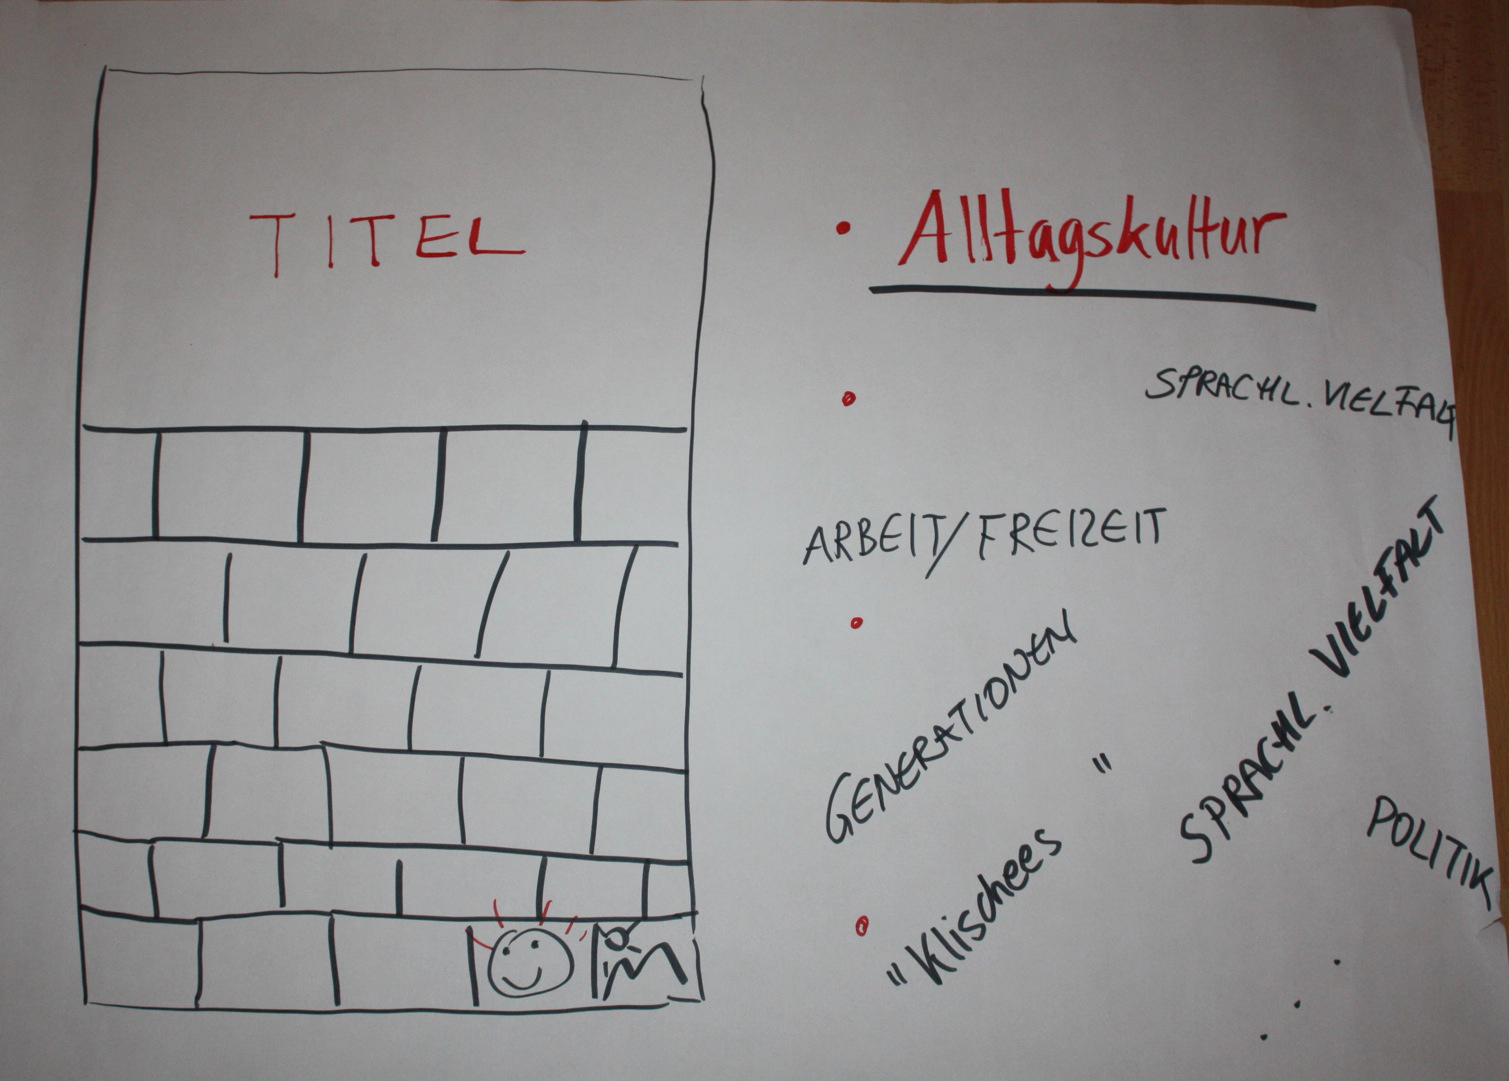 TITEL
• Alltagskultur
•
SPRACHL. VIELFALT
ARBEIT/FREIZEIT
•
GENERATIONEN
SPRACHL. VIELFALT
POLITIK
•
"Klischees"